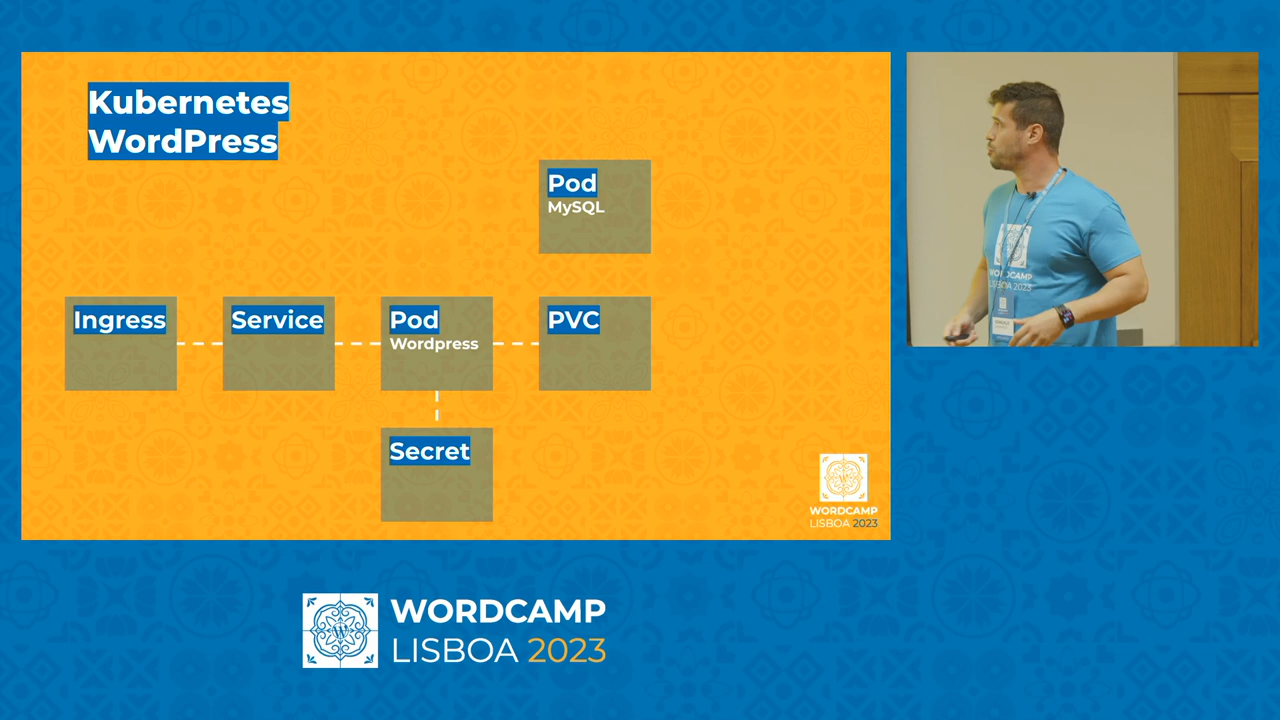 Kubernetes
WordPress
Pod
MySQL
Ingress
Service
Pod
Wordpress
PVC
Secret
WORDCAMP
LISBOA 2023
WORDCAMP
LISBOA 2023
WORDCAMP
LISBOA 2023